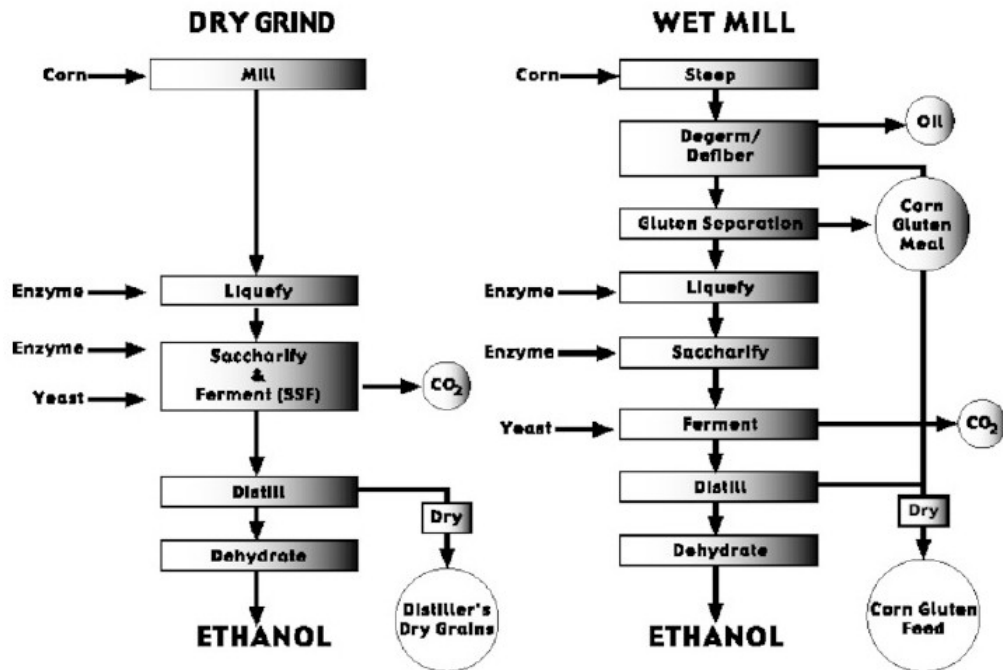 DRY GRIND
Corn
Mill
Enzyme
Liquefy
Enzyme
Yeast
Saccharify
&
Ferment (SSF)
CO2
Distill
Dry
Dehydrate
Distiller's
Dry Grains
ETHANOL
WET MILL
Corn
Steep
Degerm/
Defiber
Oil
Gluten Separation
Corn
Gluten
Meal
Enzyme
Liquefy
Enzyme
Saccharify
Yeast
Ferment
CO2
Distill
Dry
Dehydrate
Corn Gluten
Feed
ETHANOL